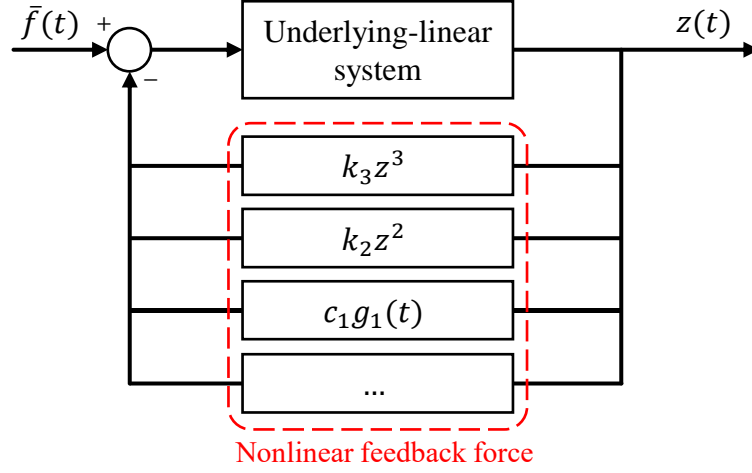 f̄(t)
+
−
Underlying-linear
system
z(t)
k₃z³
k₂z²
c₁g₁(t)
...
Nonlinear feedback force